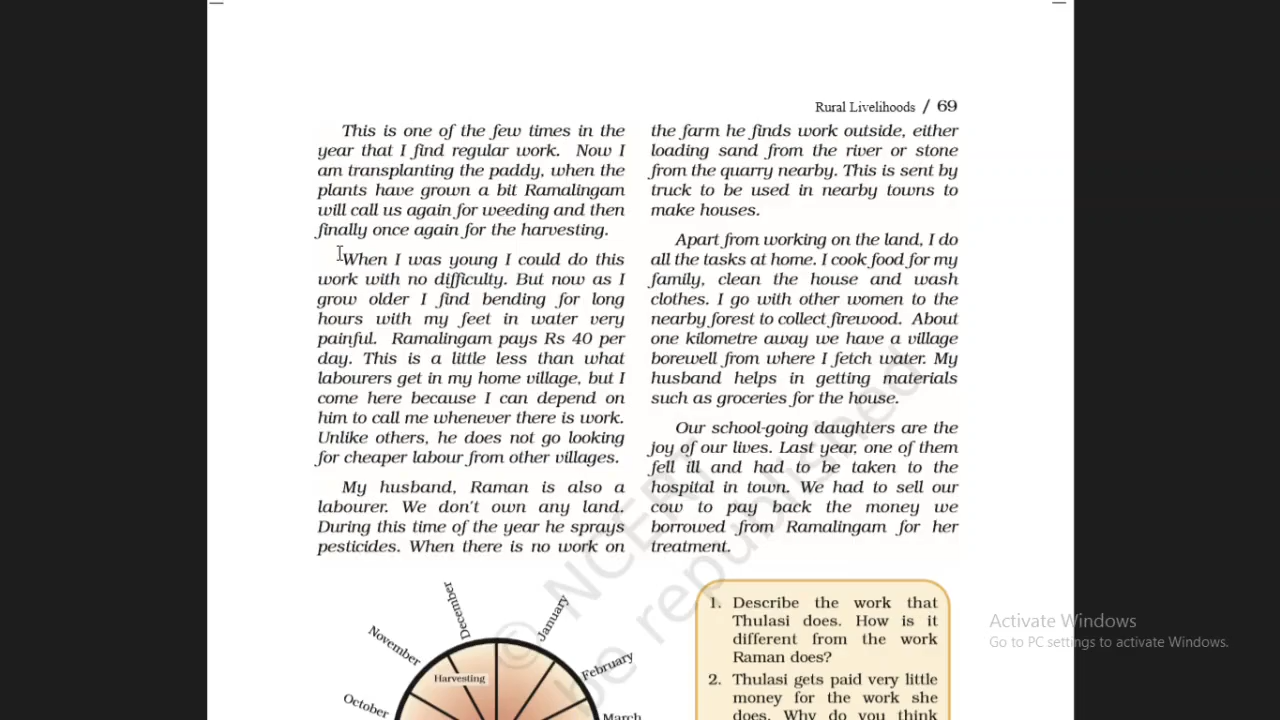 Rural Livelihoods / 69
This is one of the few times in the
year that I find regular work. Now I
am transplanting the paddy, when the
plants have grown a bit Ramalingam
will call us again for weeding and then
finally once again for the harvesting.
When I was young I could do this
work with no difficulty. But now as I
grow older I find bending for long
hours with my feet in water very
painful. Ramalingam pays Rs 40 per
day. This is a little less than what
labourers get in my home village, but I
come here because I can depend on
him to call me whenever there is work.
Unlike others, he does not go looking
for cheaper labour from other villages.
My husband, Raman is also a
labourer. We don't own any land.
During this time of the year he sprays
pesticides. When there is no work on
the farm he finds work outside, either
loading sand from the river or stone
from the quarry nearby. This is sent by
truck to be used in nearby towns to
make houses.
Apart from working on the land, I do
all the tasks at home. I cook food for my
family, clean the house and wash
clothes. I go with other women to the
nearby forest to collect firewood. About
one kilometre away we have a village
borewell from where I fetch water. My
husband helps in getting materials
such as groceries for the house.
Our school-going daughters are the
joy of our lives. Last year, one of them
fell ill and had to be taken to the
hospital in town. We had to sell our
cow to pay back the money we
borrowed from Ramalingam for her
treatment.
December
January
November
February
Harvesting
October
March
1. Describe the work that
Thulasi does. How is it
different from the work
Raman does?
2. Thulasi gets paid very little
money for the work she
does. Why do you think
© NCERT
be republished
Activate Windows
Go to PC settings to activate Windows.